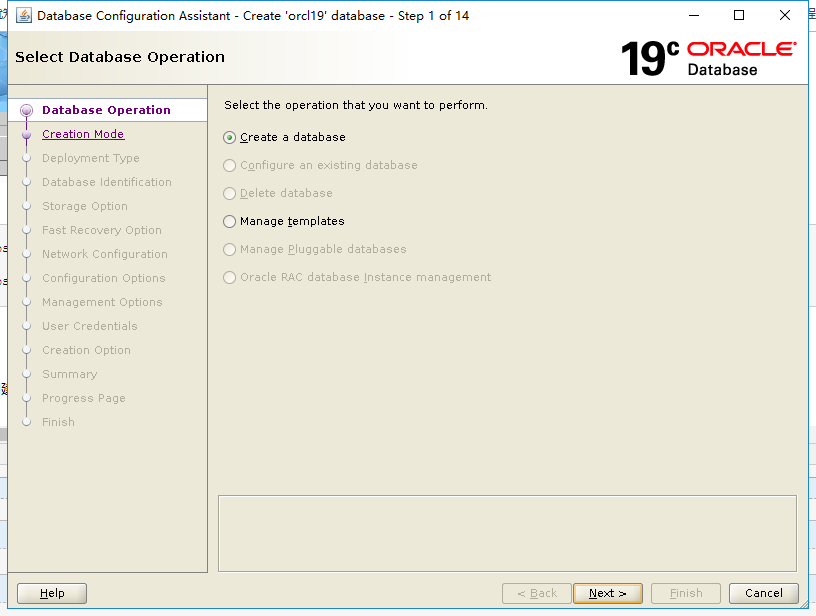 Database Configuration Assistant - Create 'orcl19' database - Step 1 of 14
Select Database Operation
19c ORACLE
Database
Database Operation
Creation Mode
Deployment Type
Database Identification
Storage Option
Fast Recovery Option
Network Configuration
Configuration Options
Management Options
User Credentials
Creation Option
Summary
Progress Page
Finish
Select the operation that you want to perform.
Create a database
Configure an existing database
Delete database
Manage templates
Manage Pluggable databases
Oracle RAC database Instance management
Help
< Back
Next >
Finish
Cancel